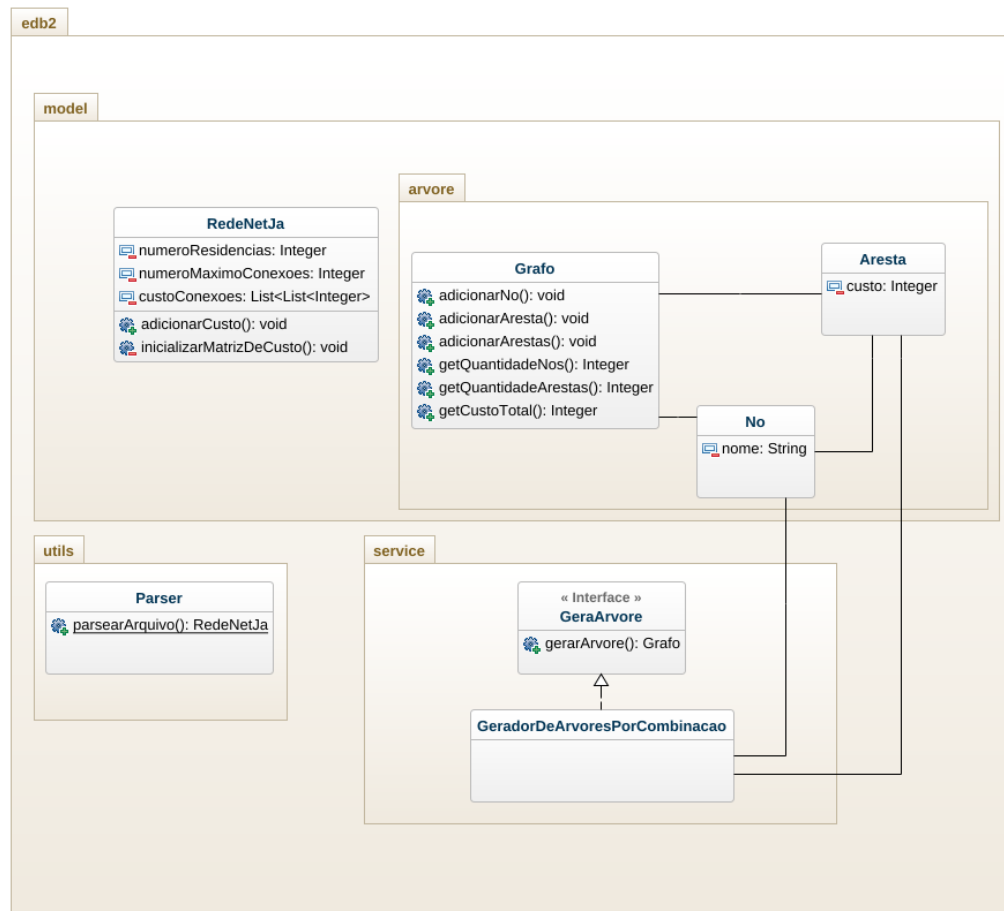 edb2
model
RedeNetJa
numeroResidencias: Integer
numeroMaximoConexoes: Integer
custoConexoes: List<List<Integer>
adicionarCusto(): void
inicializarMatrizDeCusto(): void
arvore
Grafo
adicionarNo(): void
adicionarAresta(): void
adicionarArestas(): void
getQuantidadeNos(): Integer
getQuantidadeArestas(): Integer
getCustoTotal(): Integer
Aresta
custo: Integer
No
nome: String
utils
Parser
parsearArquivo(): RedeNetJa
service
« Interface »
GeraArvore
gerarArvore(): Grafo
GeradorDeArvoresPorCombinacao